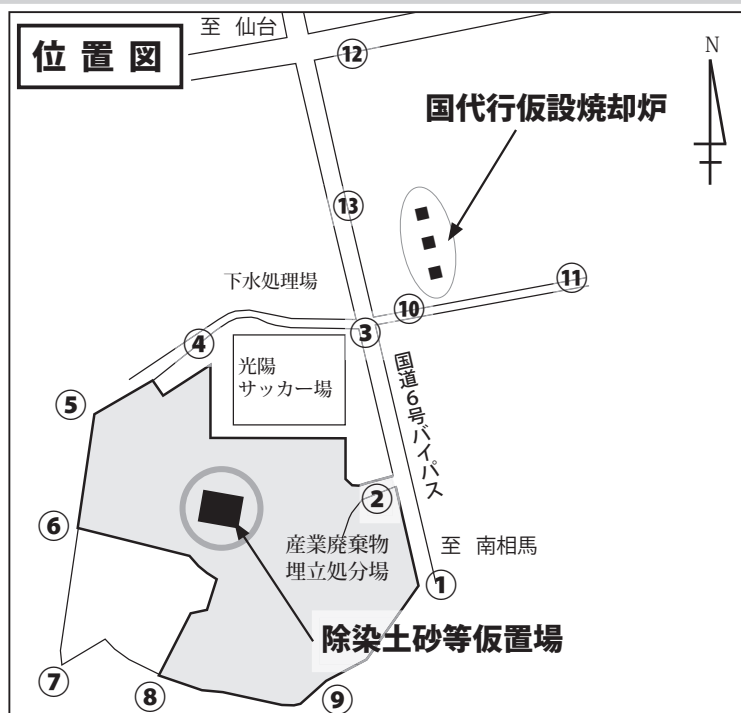 位置図
至 仙台
N
⑫
国代行仮設焼却炉
⑬
下水処理場
⑪
⑩
③
④
光陽
サッカー場
国道6号バイパス
⑤
②
⑥
産業廃棄物
埋立処分場
至 南相馬
①
除染土砂等仮置場
⑦
⑧
⑨